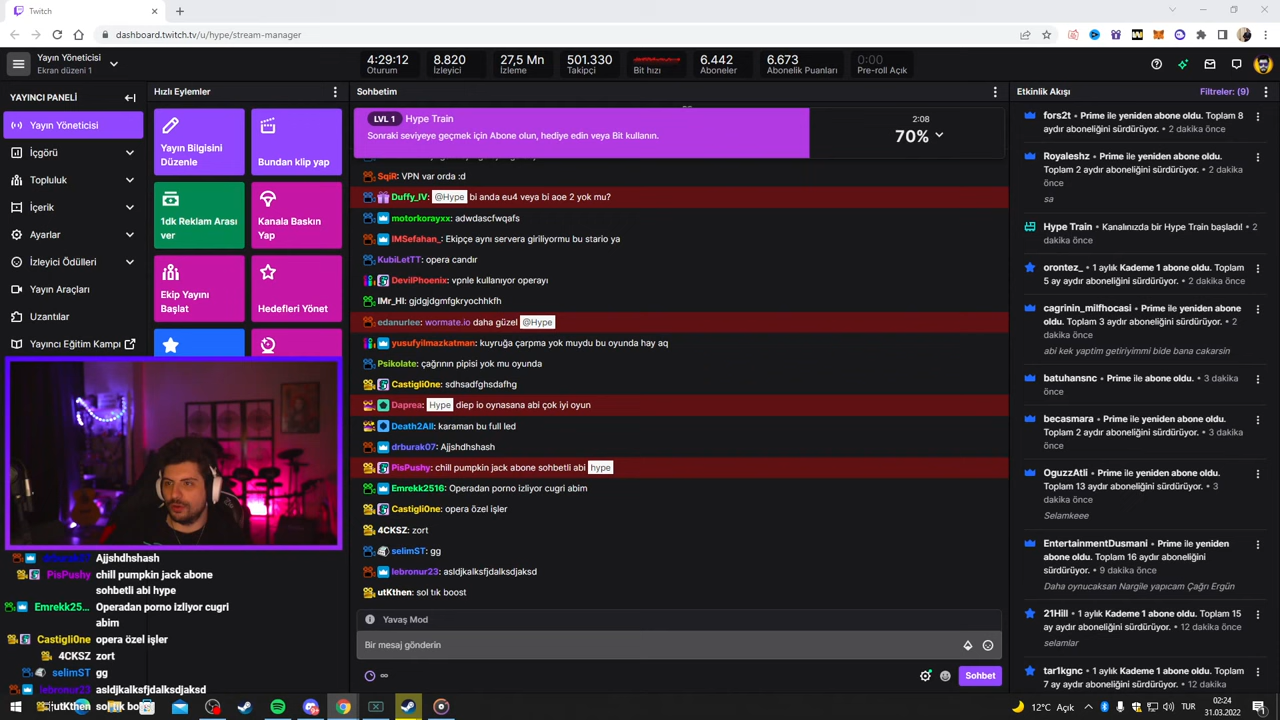 Twitch
dashboard.twitch.tv/u/hype/stream-manager
Yayın Yöneticisi
Ekran düzeni 1
4:29:12
Oturum
8.820
İzleyici
27,5 Mn
İzleme
501.330
Takipçi
Bit hızı
6.442
Aboneler
6.673
Abonelik Puanları
0:00
Pre-roll Açık
YAYINCI PANELİ
Yayın Yöneticisi
İçgörü
Topluluk
İçerik
Ayarlar
İzleyici Ödülleri
Yayın Araçları
Uzantılar
Yayıncı Eğitim Kampı
Hızlı Eylemler
Yayın Bilgisini
Düzenle
Bundan klip yap
1dk Reklam Arası
ver
Kanala Baskın
Yap
Ekip Yayını
Başlat
Hedefleri Yönet
Sohbetim
LVL 1 Hype Train
Sonraki seviyeye geçmek için Abone olun, hediye edin veya Bit kullanın.
2:08
70%
SqiR: VPN var orda :d
Duffy_IV: @Hype bi anda eu4 veya bi aoe 2 yok mu?
motorkorayxx: adwdascfwqafs
IMSefahan_: Ekipçe aynı servera giriliyormu bu stario ya
KubiLetTT: opera candır
DevilPhoenix: vpnle kullanıyor operayı
IMr_HI: gjdgjdgmfgkryochhkfh
edanurlee: wormate.io daha güzel @Hype
yusufyilmazkatman: kuyruğa çarpma yok muydu bu oyunda hay aq
Psikolate: çağrının pipisi yok mu oyunda
Castigli0ne: sdhsadfghsdafhg
Daprea: Hype diep io oynasana abi çok iyi oyun
Death2All: karaman bu full led
drburak07: Ajjshdhshash
PisPushy: chill pumpkin jack abone sohbetli abi hype
Emrekk2516: Operadan porno izliyor cugri abim
Castigli0ne: opera özel işler
4CKSZ: zort
selimST: gg
lebronur23: asldjkalksfjdalksdjaksd
utKthen: sol tık boost
Yavaş Mod
Bir mesaj gönderin
Sohbet
Etkinlik Akışı
Filtreler: (9)
fors2t • Prime ile yeniden abone oldu. Toplam 8
aydır aboneliğini sürdürüyor. • 2 dakika önce
Royaleshz • Prime ile yeniden abone oldu.
Toplam 2 aydır aboneliğini sürdürüyor. • 2 dakika
önce
sa
Hype Train • Kanalınızda bir Hype Train başladı! • 2
dakika önce
orontez_ • 1 aylık Kademe 1 abone oldu. Toplam
5 ay aydır aboneliğini sürdürüyor. • 2 dakika önce
cagrinin_milfhocasi • Prime ile yeniden abone
oldu. Toplam 3 aydır aboneliğini sürdürüyor. • 2
dakika önce
abi kek yaptim getiriyimmi bide bana cakarsin
batuhansnc • Prime ile abone oldu. • 3 dakika
önce
becasmara • Prime ile yeniden abone oldu.
Toplam 2 aydır aboneliğini sürdürüyor. • 3 dakika
önce
OguzzAtli • Prime ile yeniden abone oldu.
Toplam 13 aydır aboneliğini sürdürüyor. • 3
dakika önce
Selamkeee
EntertainmentDusmani • Prime ile yeniden
abone oldu. Toplam 16 aydır aboneliğini
sürdürüyor. • 9 dakika önce
Daha oynucaksan Nargile yapıcam Çağrı Ergün
21Hill • 1 aylık Kademe 1 abone oldu. Toplam 15
ay aydır aboneliğini sürdürüyor. • 12 dakika önce
selamlar
tar1kgnc • 1 aylık Kademe 1 abone oldu. Toplam
7 ay aydır aboneliğini sürdürüyor. • 12 dakika
Ajjshdhshash
PisPushy chill pumpkin jack abone
sohbetli abi hype
Emrekk25... Operadan porno izliyor cugri
abim
Castigli0ne opera özel işler
4CKSZ zort
selimST gg
lebronur23 asldjkalksfjdalksdjaksd
utKthen sol tık boost
12°C Açık
TUR
02:24
31.03.2022